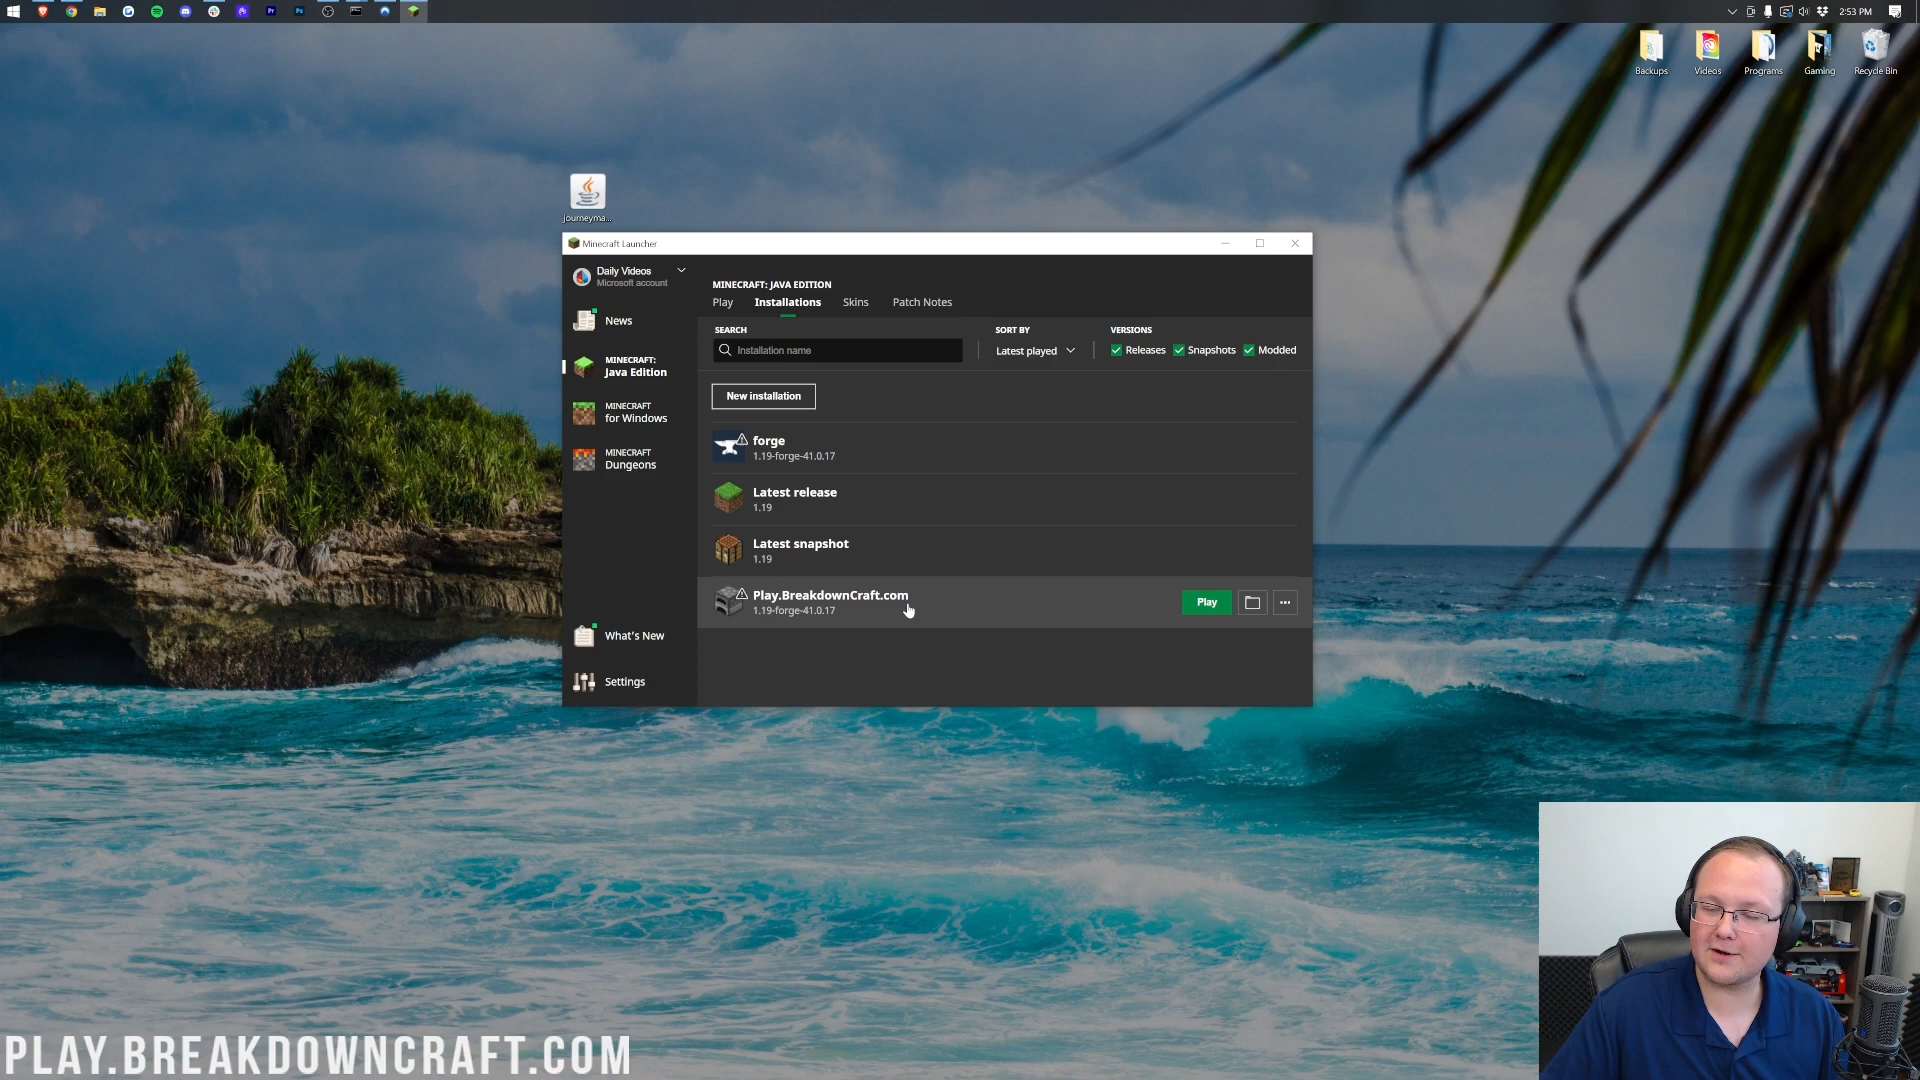 2:53 PM
Backups
Videos
Programs
Gaming
Recycle Bin
journeyma...
Minecraft Launcher
Daily Videos
Microsoft account
News
MINECRAFT:
Java Edition
MINECRAFT
for Windows
MINECRAFT
Dungeons
What's New
Settings
MINECRAFT: JAVA EDITION
Play Installations Skins Patch Notes
SEARCH SORT BY VERSIONS
Installation name Latest played Releases Snapshots Modded
New installation
forge
1.19-forge-41.0.17
Latest release
1.19
Latest snapshot
1.19
Play.BreakdownCraft.com
1.19-forge-41.0.17
Play
PLAY.BREAKDOWNCRAFT.COM